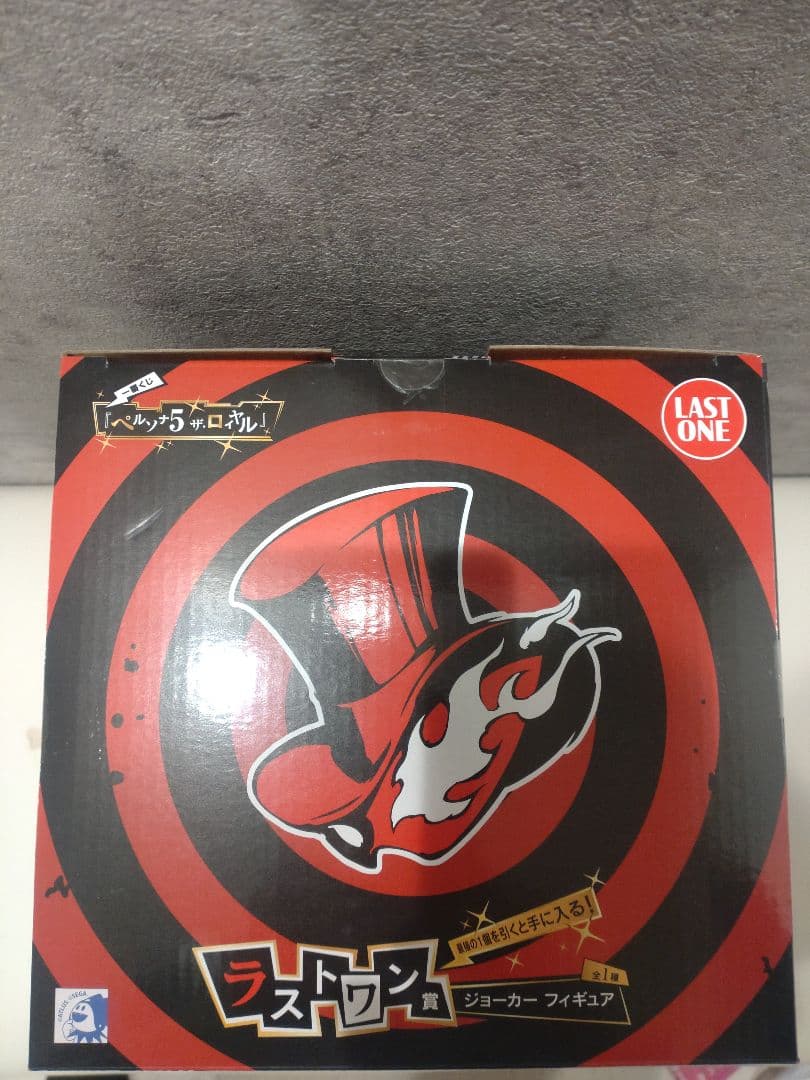 一番くじ
『ペルソナ5 ザ・ロイヤル』
LAST
ONE
最後の1個を引くと手に入る!
ラストワン賞
全1種
ジョーカー フィギュア
©ATLUS ©SEGA